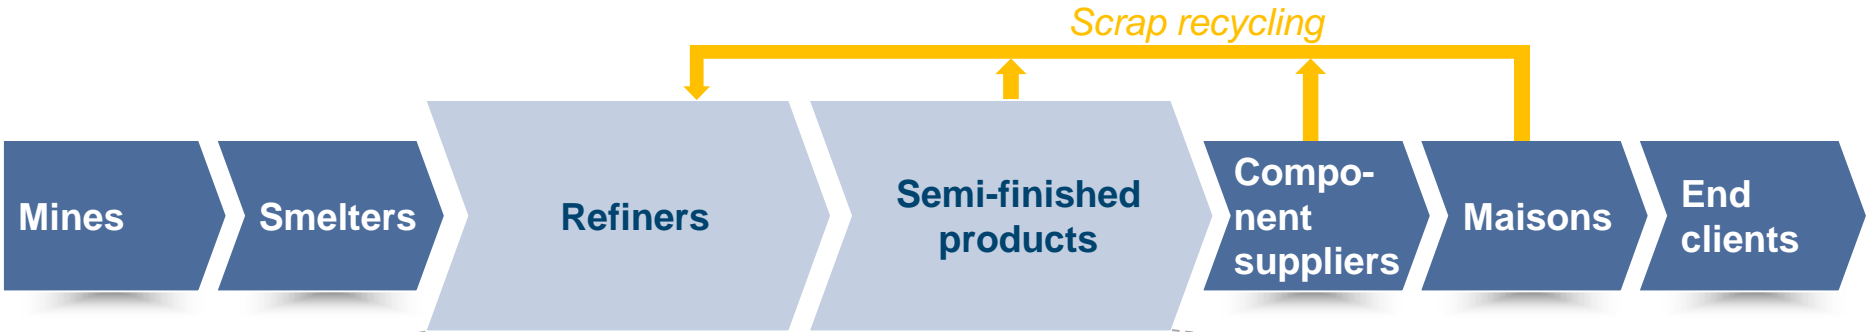 Scrap recycling
Mines
Smelters
Refiners
Semi-finished
products
Compo-
nent
suppliers
Maisons
End
clients